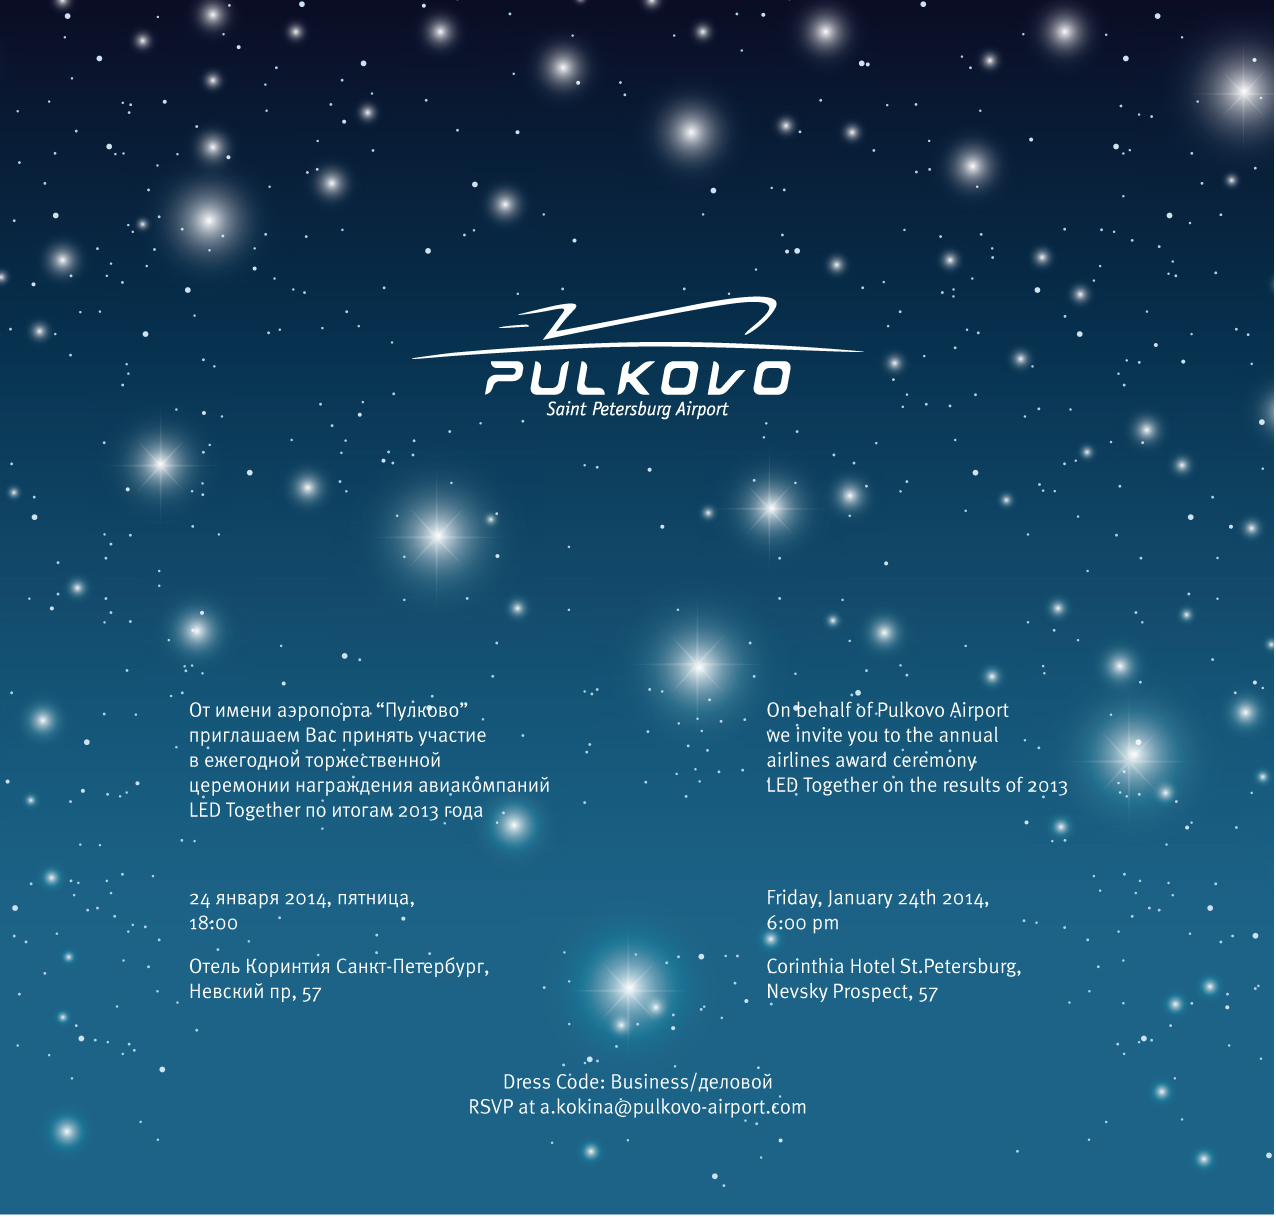 PULKOVO
Saint Petersburg Airport
От имени аэропорта “Пулково”
приглашаем Вас принять участие
в ежегодной торжественной
церемонии награждения авиакомпаний
LED Together по итогам 2013 года
24 января 2014, пятница,
18:00
Отель Коринтия Санкт-Петербург,
Невский пр, 57
On behalf of Pulkovo Airport
we invite you to the annual
airlines award ceremony
LED Together on the results of 2013
Friday, January 24th 2014,
6:00 pm
Corinthia Hotel St.Petersburg,
Nevsky Prospect, 57
Dress Code: Business/деловой
RSVP at a.kokina@pulkovo-airport.com